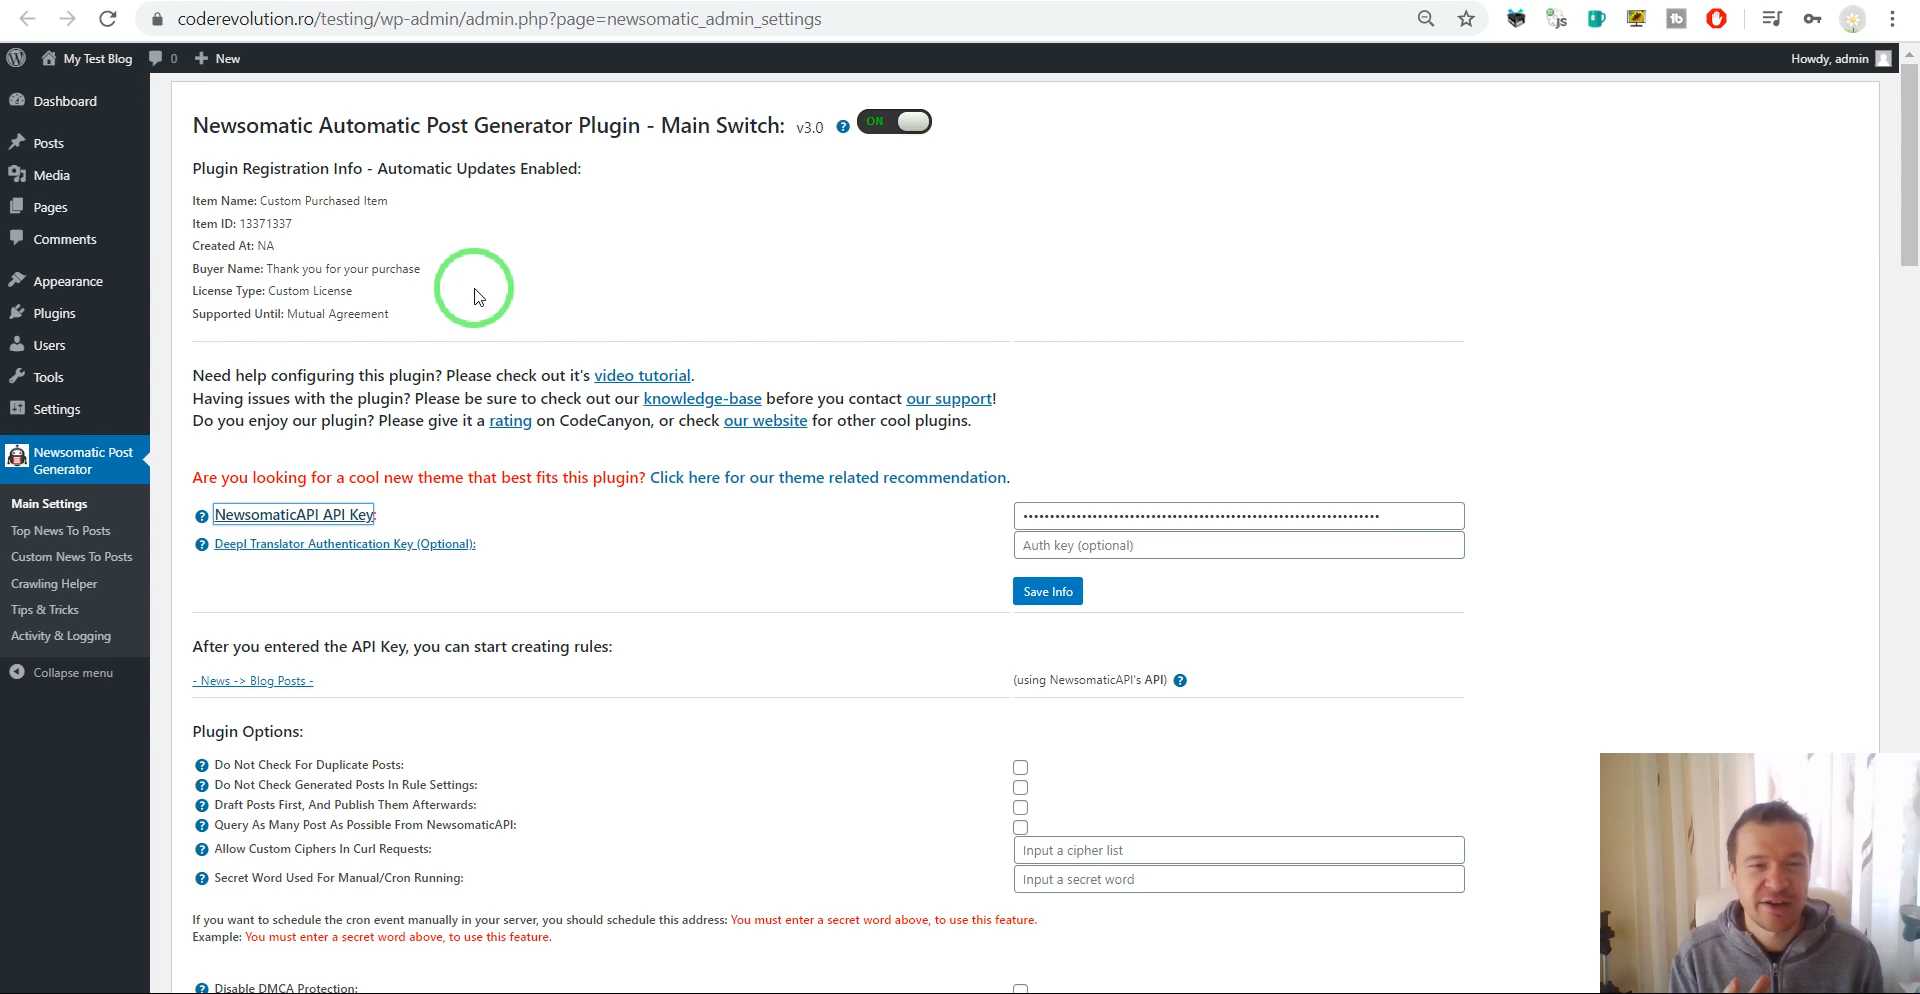 coderevolution.ro/testing/wp-admin/admin.php?page=newsomatic_admin_settings
JS
tb
My Test Blog
0
New
Howdy, admin
Dashboard
Posts
Media
Pages
Comments
Appearance
Plugins
Users
Tools
Settings
Newsomatic Post
Generator
Main Settings
Top News To Posts
Custom News To Posts
Crawling Helper
Tips & Tricks
Activity & Logging
Collapse menu
Newsomatic Automatic Post Generator Plugin - Main Switch: v3.0 ? ON
Plugin Registration Info - Automatic Updates Enabled:
Item Name: Custom Purchased Item
Item ID: 13371337
Created At: NA
Buyer Name: Thank you for your purchase
License Type: Custom License
Supported Until: Mutual Agreement
Need help configuring this plugin? Please check out it's video tutorial.
Having issues with the plugin? Please be sure to check out our knowledge-base before you contact our support!
Do you enjoy our plugin? Please give it a rating on CodeCanyon, or check our website for other cool plugins.
Are you looking for a cool new theme that best fits this plugin? Click here for our theme related recommendation.
? NewsomaticAPI API Key:
? Deepl Translator Authentication Key (Optional): Auth key (optional)
Save Info
After you entered the API Key, you can start creating rules:
- News -> Blog Posts - (using NewsomaticAPI's API) ?
Plugin Options:
? Do Not Check For Duplicate Posts:
? Do Not Check Generated Posts In Rule Settings:
? Draft Posts First, And Publish Them Afterwards:
? Query As Many Post As Possible From NewsomaticAPI:
? Allow Custom Ciphers In Curl Requests: Input a cipher list
? Secret Word Used For Manual/Cron Running: Input a secret word
If you want to schedule the cron event manually in your server, you should schedule this address: You must enter a secret word above, to use this feature.
Example: You must enter a secret word above, to use this feature.
? Disable DMCA Protection: